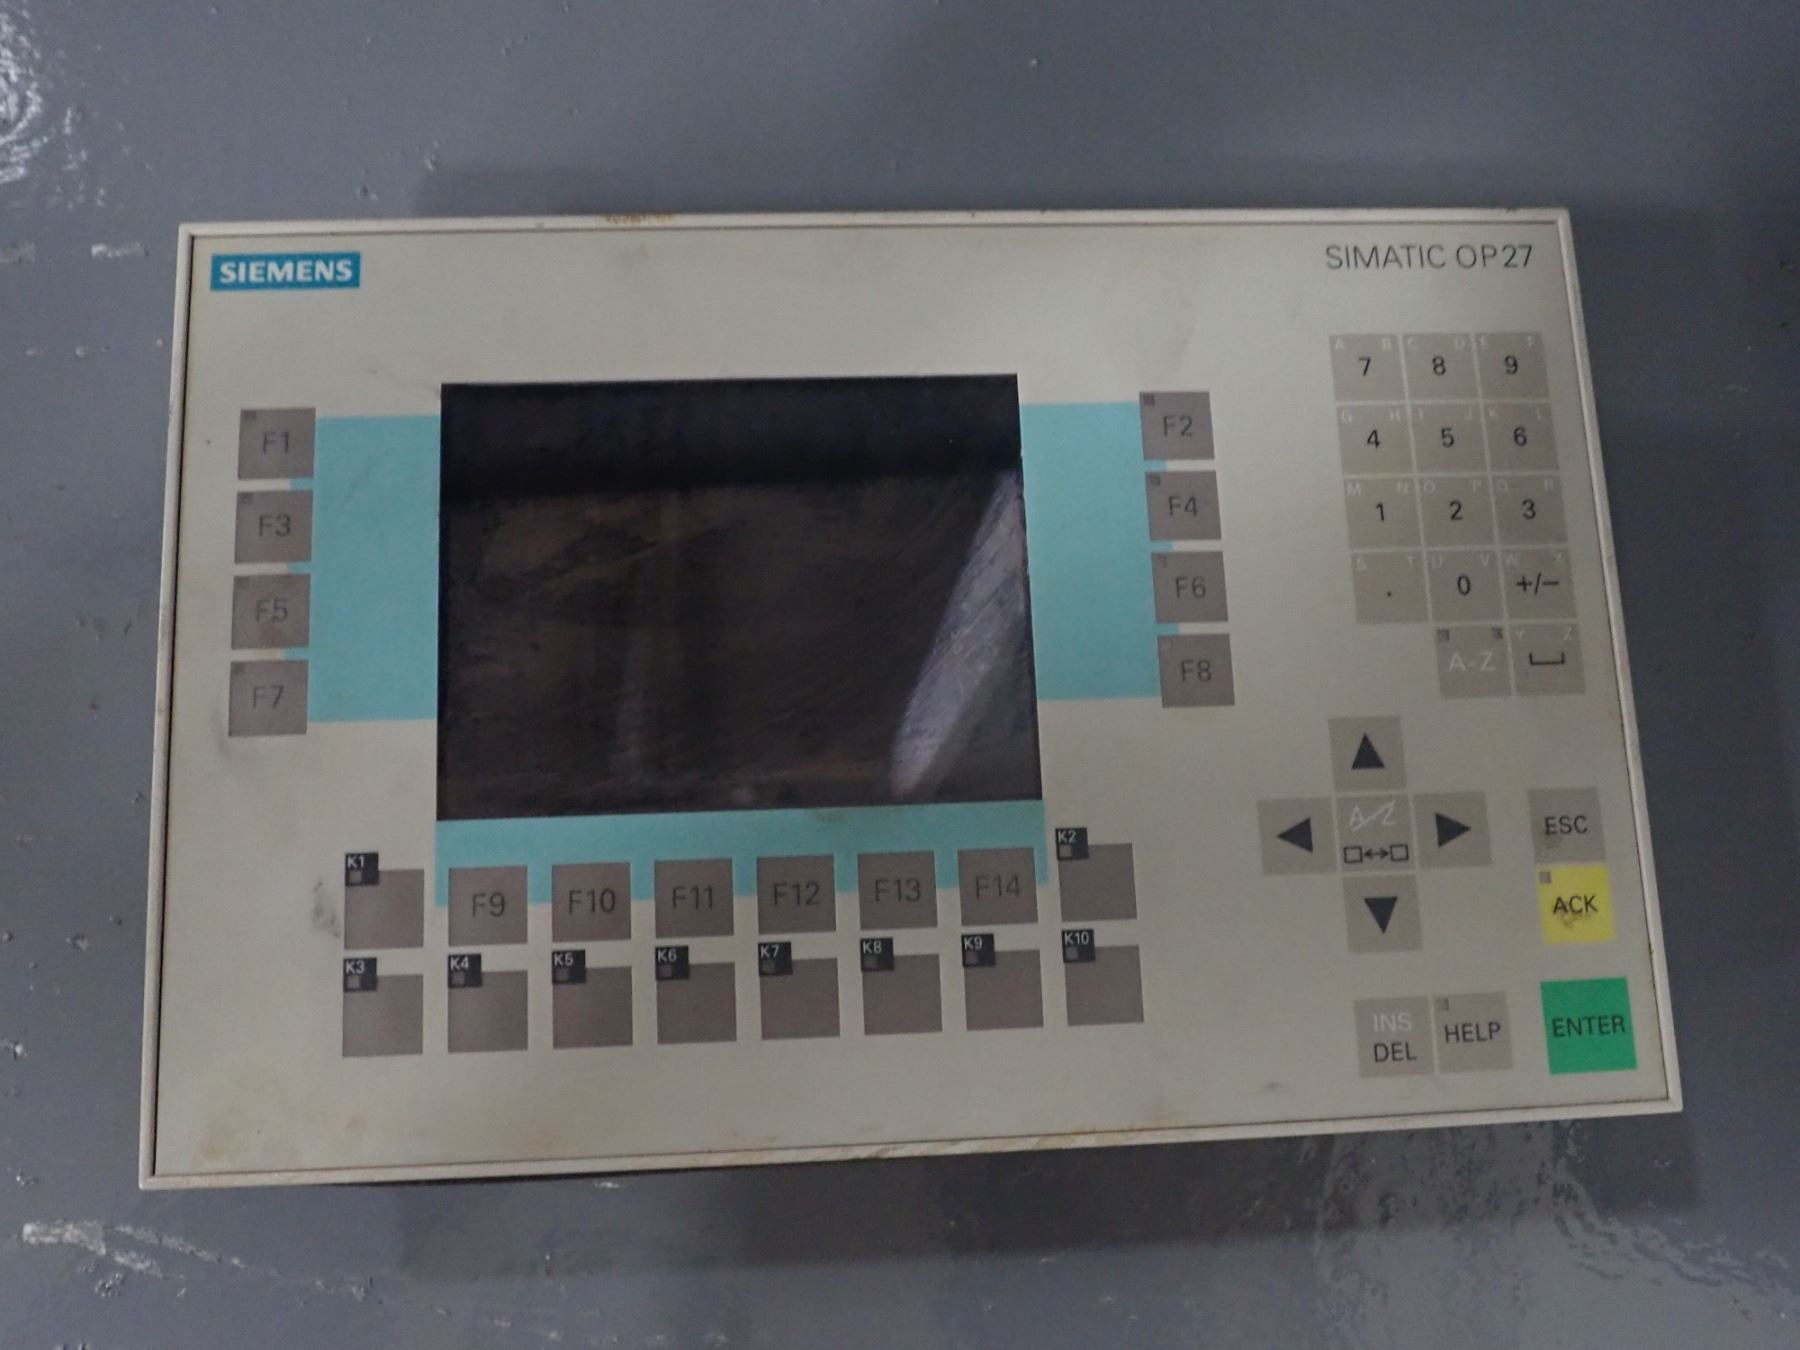 SIEMENS
SIMATIC OP27
A B C D E F
7 8 9
G H I J K L
4 5 6
M N O P Q R
1 2 3
S T U V W X
. 0 +/−
Y Z
A-Z
F1
F2
F3
F4
F5
F6
F7
F8
A-Z
ESC
ACK
K1
K2
F9 F10 F11 F12 F13 F14
K3 K4 K5 K6 K7 K8 K9 K10
INS
DEL
HELP
ENTER